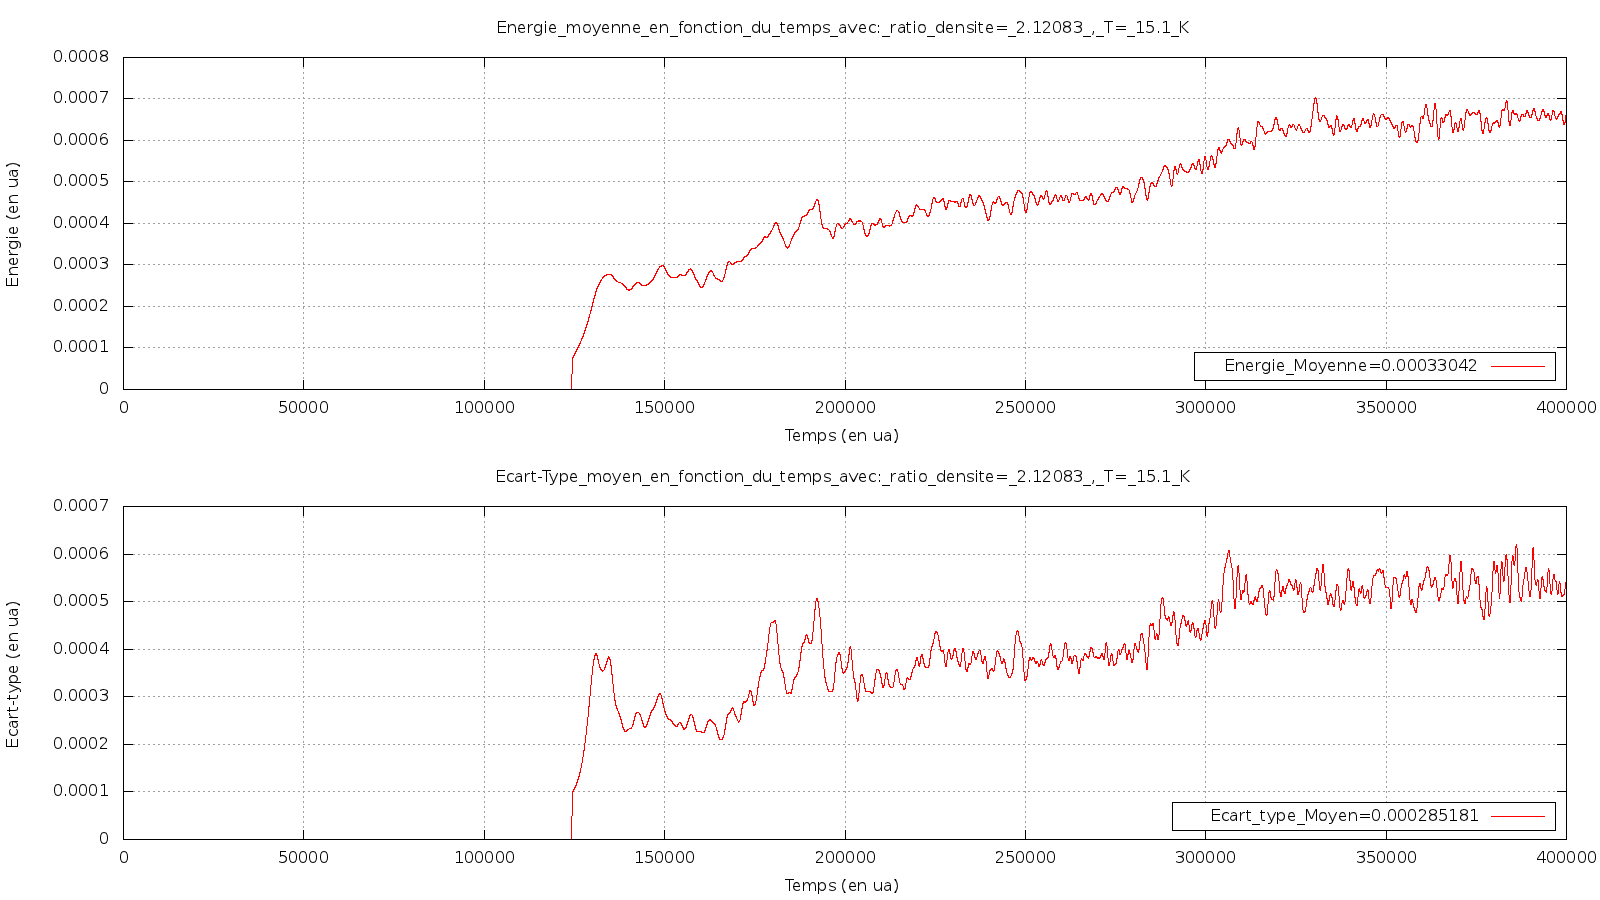 Energie_moyenne_en_fonction_du_temps_avec:_ratio_densite=_2.12083_,_T=_15.1_K
0.0008
0.0007
0.0006
0.0005
0.0004
0.0003
0.0002
0.0001
0
Energie (en ua)
Energie_Moyenne=0.00033042
0 50000 100000 150000 200000 250000 300000 350000 400000
Temps (en ua)
Ecart-Type_moyen_en_fonction_du_temps_avec:_ratio_densite=_2.12083_,_T=_15.1_K
0.0007
0.0006
0.0005
0.0004
0.0003
0.0002
0.0001
0
Ecart-type (en ua)
Ecart_type_Moyen=0.000285181
0 50000 100000 150000 200000 250000 300000 350000 400000
Temps (en ua)